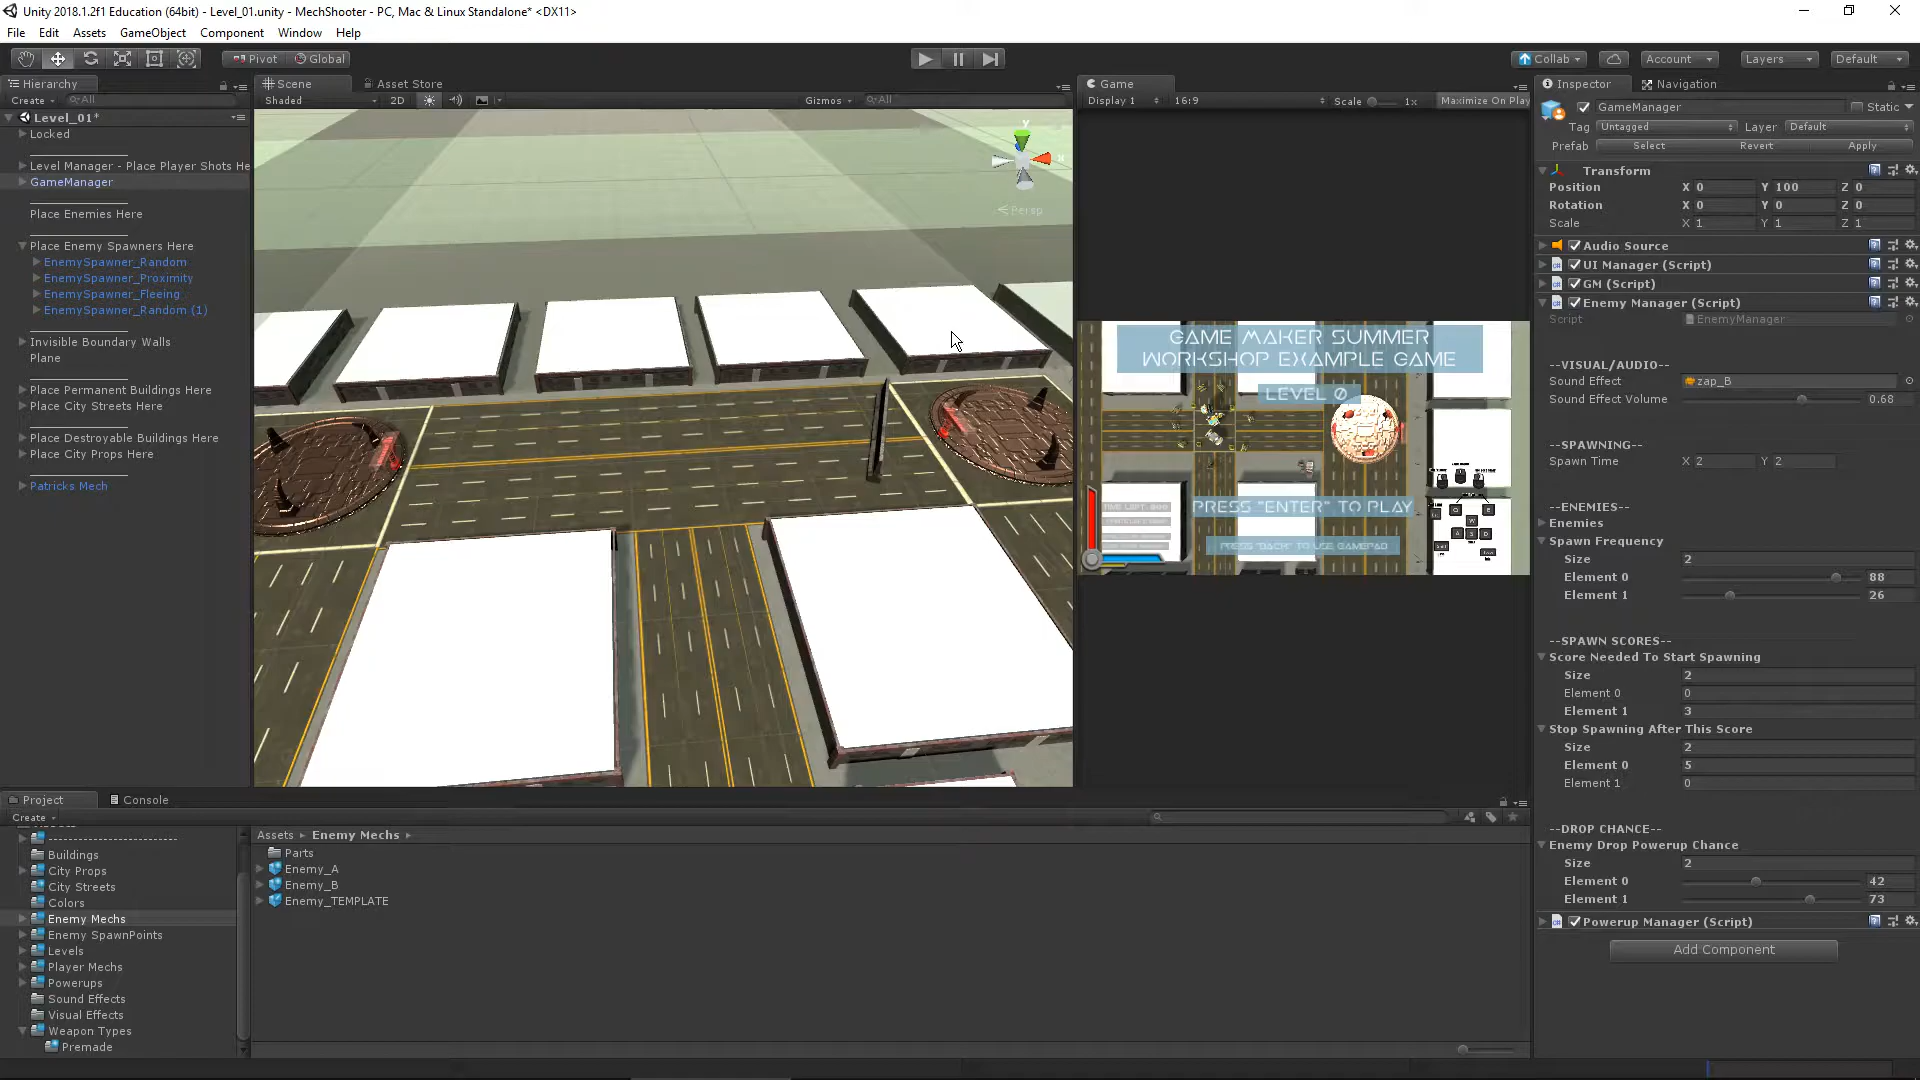 Unity 2018.1.2f1 Education (64bit) - Level_01.unity - MechShooter - PC, Mac & Linux Standalone* <DX11>
File Edit Assets GameObject Component Window Help
Pivot Global Collab Account Layers Default
Hierarchy
Create All
Level_01*
Locked
Level Manager - Place Player Shots He
GameManager
Place Enemies Here
Place Enemy Spawners Here
EnemySpawner_Random
EnemySpawner_Proximity
EnemySpawner_Fleeing
EnemySpawner_Random (1)
Invisible Boundary Walls
Plane
Place Permanent Buildings Here
Place City Streets Here
Place Destroyable Buildings Here
Place City Props Here
Patricks Mech
Scene Asset Store
Shaded 2D Gizmos All
y
x
Persp
Game
Display 1 16:9 Scale 1x Maximize On Play
GAME MAKER SUMMER
WORKSHOP EXAMPLE GAME
LEVEL 0
PRESS "ENTER" TO PLAY
PRESS "BACK" TO USE GAMEPAD
Inspector Navigation
GameManager Static
Tag Untagged Layer Default
Prefab Select Revert Apply
Transform
Position X 0 Y 100 Z 0
Rotation X 0 Y 0 Z 0
Scale X 1 Y 1 Z 1
Audio Source
UI Manager (Script)
GM (Script)
Enemy Manager (Script)
Script EnemyManager
--VISUAL/AUDIO--
Sound Effect zap_B
Sound Effect Volume 0.68
--SPAWNING--
Spawn Time X 2 Y 2
--ENEMIES--
Enemies
Spawn Frequency
Size 2
Element 0 88
Element 1 26
--SPAWN SCORES--
Score Needed To Start Spawning
Size 2
Element 0 0
Element 1 3
Stop Spawning After This Score
Size 2
Element 0 5
Element 1 0
--DROP CHANCE--
Enemy Drop Powerup Chance
Size 2
Element 0 42
Element 1 73
Powerup Manager (Script)
Add Component
Project Console
Create
Buildings
City Props
City Streets
Colors
Enemy Mechs
Enemy SpawnPoints
Levels
Player Mechs
Powerups
Sound Effects
Visual Effects
Weapon Types
Premade
Assets Enemy Mechs
Parts
Enemy_A
Enemy_B
Enemy_TEMPLATE